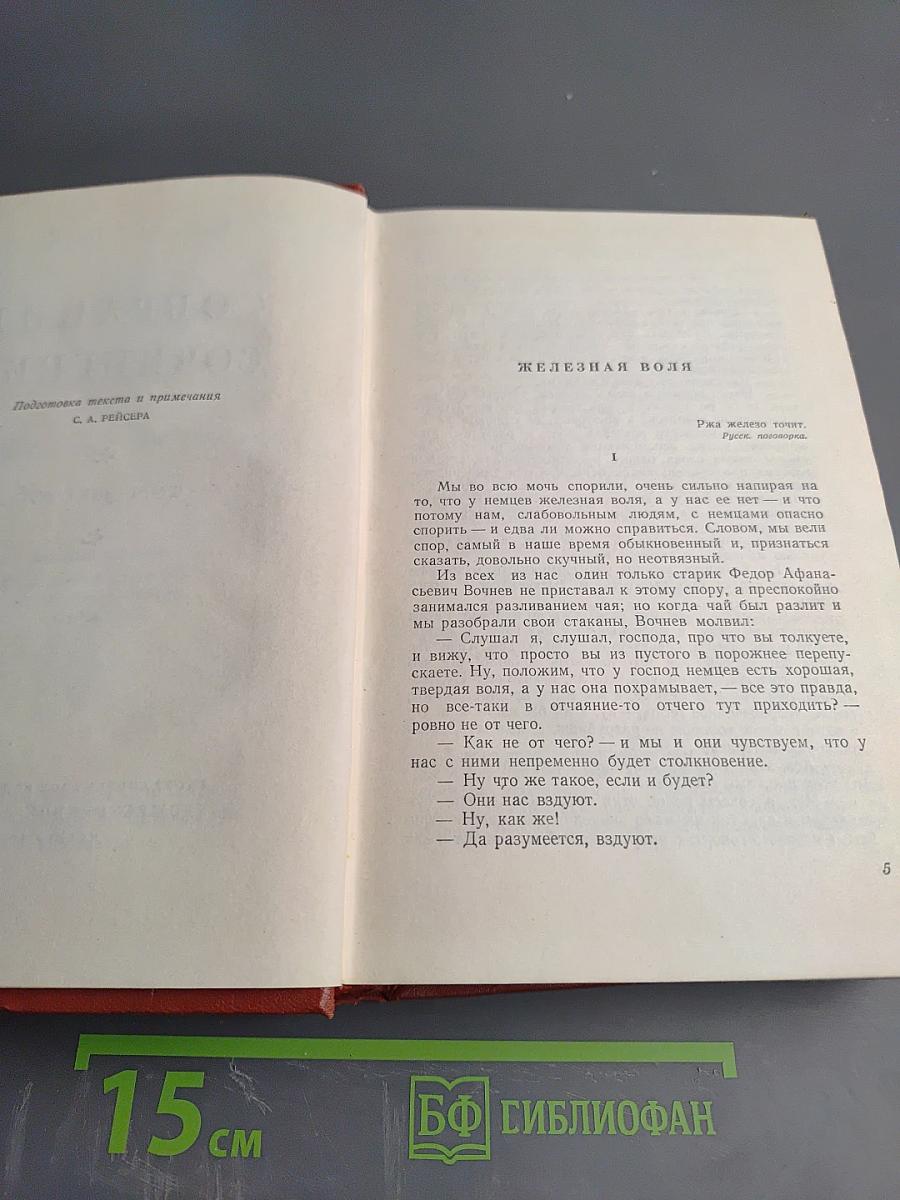 Подготовка текста и примечания
С. А. РЕЙСЕРА
ЖЕЛЕЗНАЯ ВОЛЯ
Ржа железо точит.
Русск. поговорка.
I
Мы во всю мочь спорили, очень сильно напирая на
то, что у немцев железная воля, а у нас ее нет — и что
потому нам, слабовольным людям, с немцами опасно
спорить — и едва ли можно справиться. Словом, мы вели
спор, самый в наше время обыкновенный и, признаться
сказать, довольно скучный, но неотвязный.
Из всех из нас один только старик Федор Афана-
сьевич Вочнев не приставал к этому спору, а преспокойно
занимался разливанием чая; но когда чай был разлит и
мы разобрали свои стаканы, Вочнев молвил:
— Слушал я, слушал, господа, про что вы толкуете,
и вижу, что просто вы из пустого в порожнее перепу-
скаете. Ну, положим, что у господ немцев есть хорошая,
твердая воля, а у нас она похрамывает, — все это правда,
но все-таки в отчаяние-то отчего тут приходить? —
ровно не от чего.
— Как не от чего? — и мы и они чувствуем, что у
нас с ними непременно будет столкновение.
— Ну что же такое, если и будет?
— Они нас вздуют.
— Ну, как же!
— Да разумеется, вздуют.
5
15 см
БФ БИБЛИОФАН